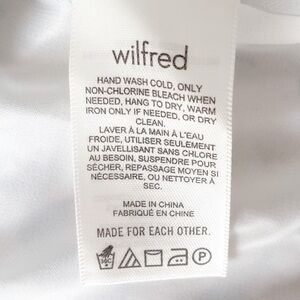 wilfred
HAND WASH COLD, ONLY
NON-CHLORINE BLEACH WHEN
NEEDED, HANG TO DRY, WARM
IRON ONLY IF NEEDED, OR DRY
CLEAN.
LAVER À LA MAIN À L'EAU
FROIDE, UTILISER SEULEMENT
UN JAVELLISANT SANS CHLORE
AU BESOIN, SUSPENDRE POUR
SÉCHER, REPASSAGE MOYEN SI
NÉCESSAIRE, OU NETTOYER À
SEC.
MADE IN CHINA
FABRIQUÉ EN CHINE
MADE FOR EACH OTHER.
P